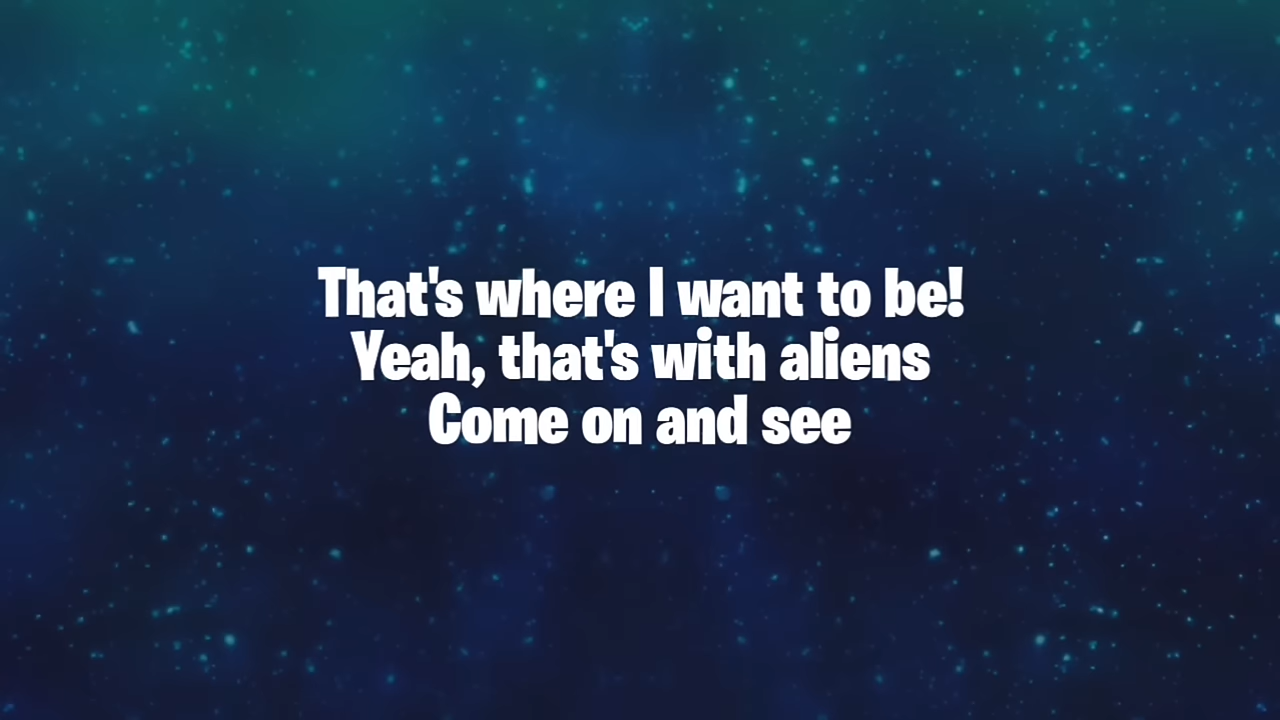 That's where I want to be!
Yeah, that's with aliens
Come on and see